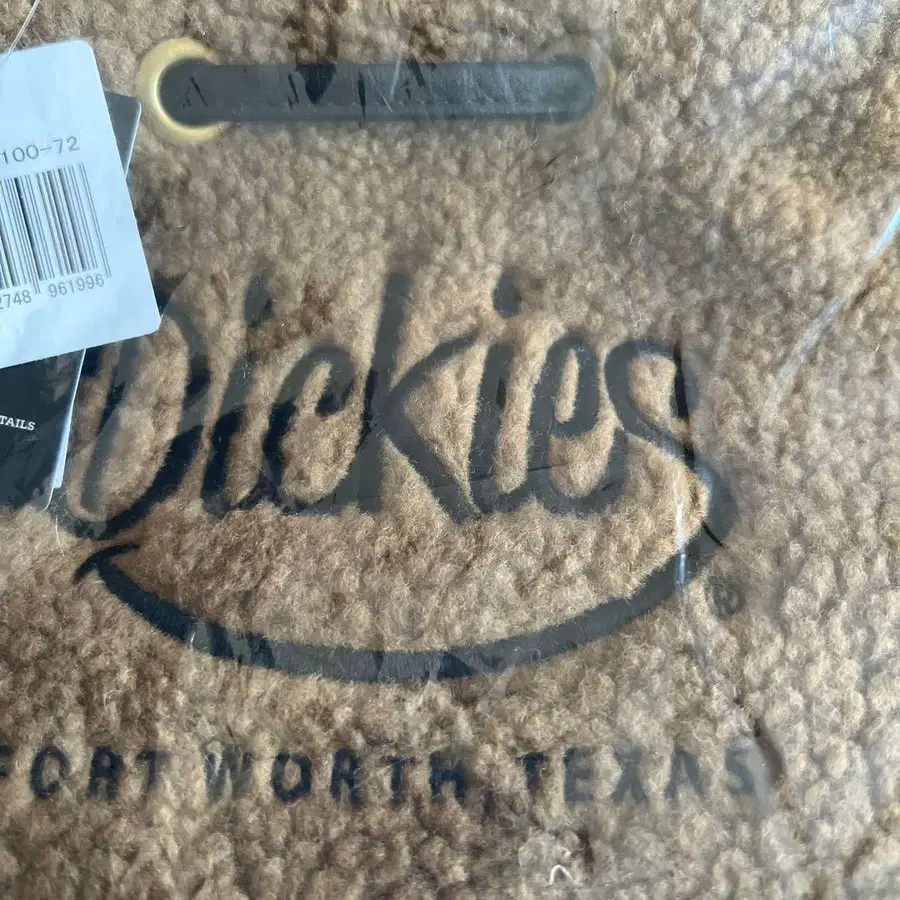 100-72
2748 961996
TAILS
Dickies
®
FORT WORTH, TEXAS